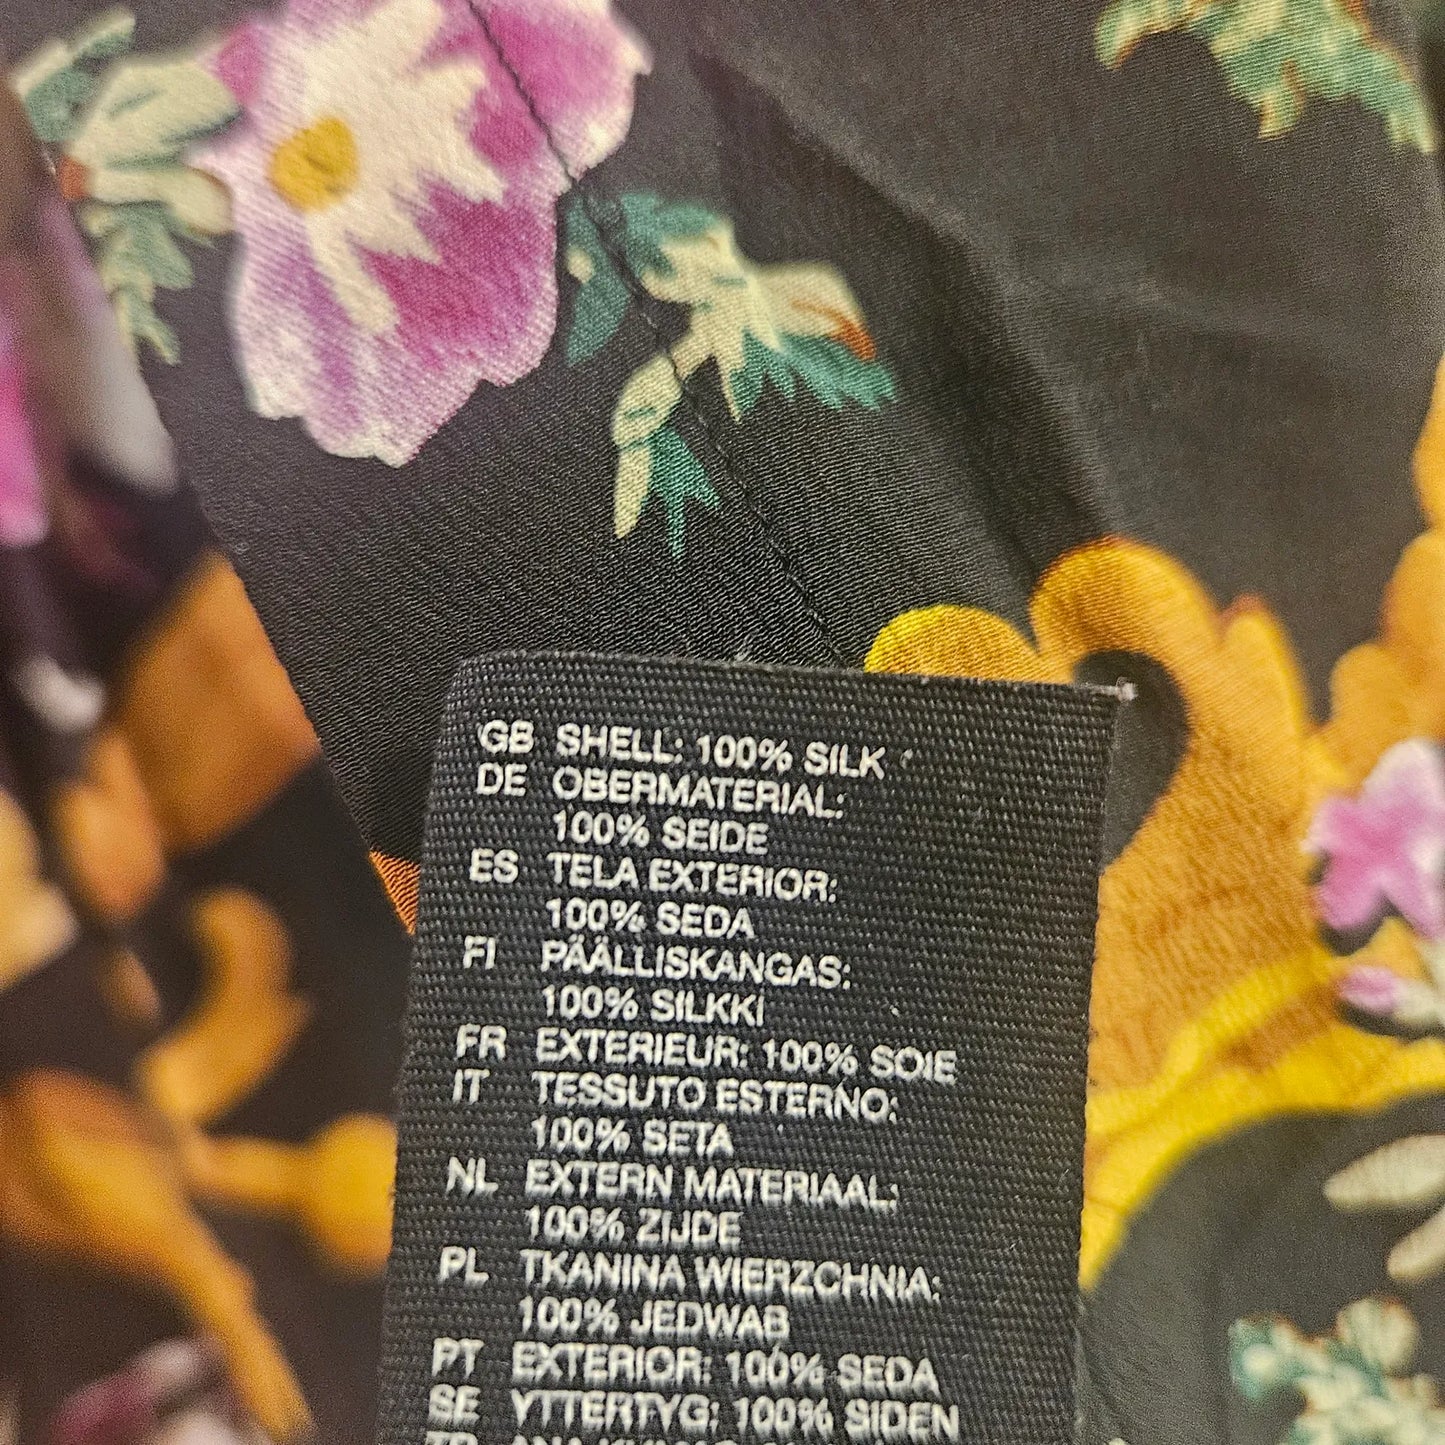 GB SHELL: 100% SILK
DE OBERMATERIAL:
100% SEIDE
ES TELA EXTERIOR:
100% SEDA
FI PÄÄLLISKANGAS:
100% SILKKI
FR EXTERIEUR: 100% SOIE
IT TESSUTO ESTERNO:
100% SETA
NL EXTERN MATERIAAL:
100% ZIJDE
PL TKANINA WIERZCHNIA:
100% JEDWAB
PT EXTERIOR: 100% SEDA
SE YTTERTYG: 100% SIDEN